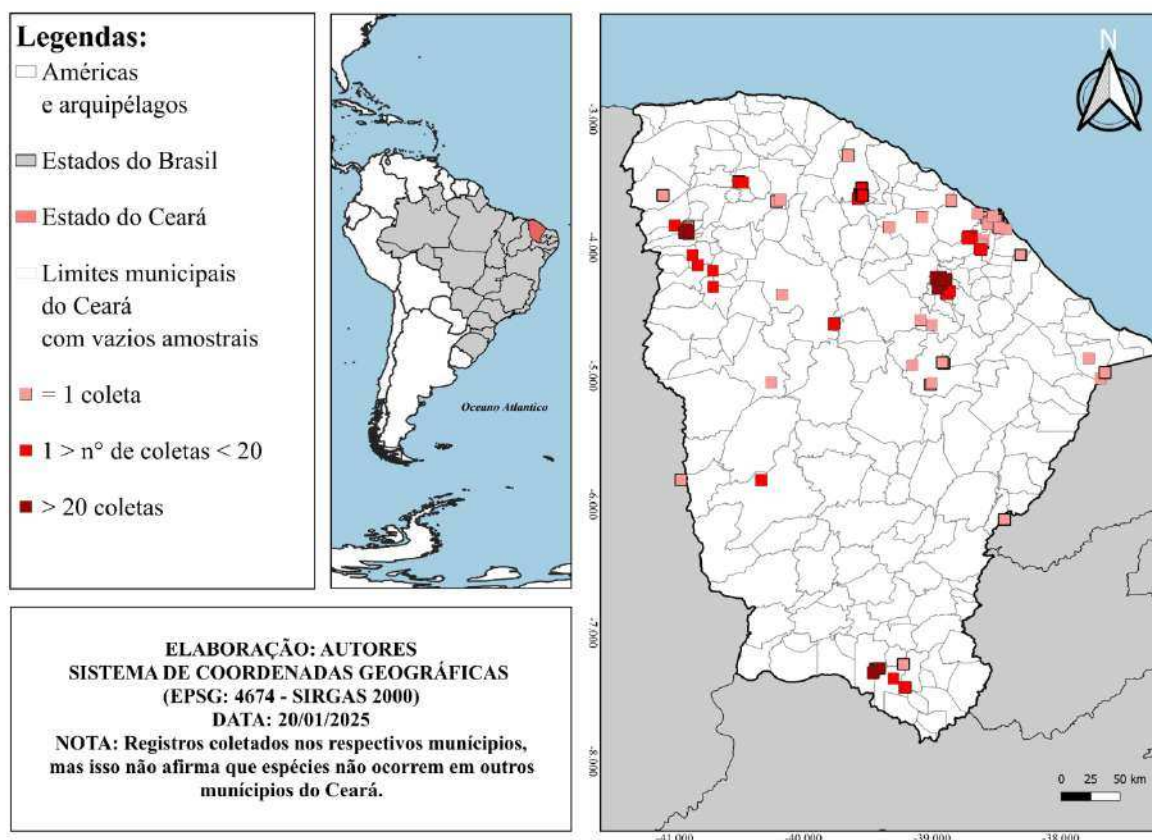 Legendas:
Américas
e arquipélagos
Estados do Brasil
Estado do Ceará
Limites municipais
do Ceará
com vazios amostrais
= 1 coleta
1 > n° de coletas < 20
> 20 coletas
Oceano Atlantico
ELABORAÇÃO: AUTORES
SISTEMA DE COORDENADAS GEOGRÁFICAS
(EPSG: 4674 - SIRGAS 2000)
DATA: 20/01/2025
NOTA: Registros coletados nos respectivos munícipios,
mas isso não afirma que espécies não ocorrem em outros
munícipios do Ceará.
N
-3.000
-4.000
-5.000
-6.000
-7.000
-8.000
0 25 50 km
-41.000 -40.000 -39.000 -38.000